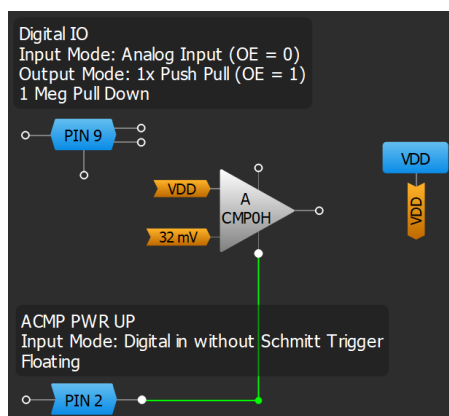 Digital IO
Input Mode: Analog Input (OE = 0)
Output Mode: 1x Push Pull (OE = 1)
1 Meg Pull Down
PIN 9
VDD
VDD
VDD
A
CMP0H
32 mV
ACMP PWR UP
Input Mode: Digital in without Schmitt Trigger
Floating
PIN 2